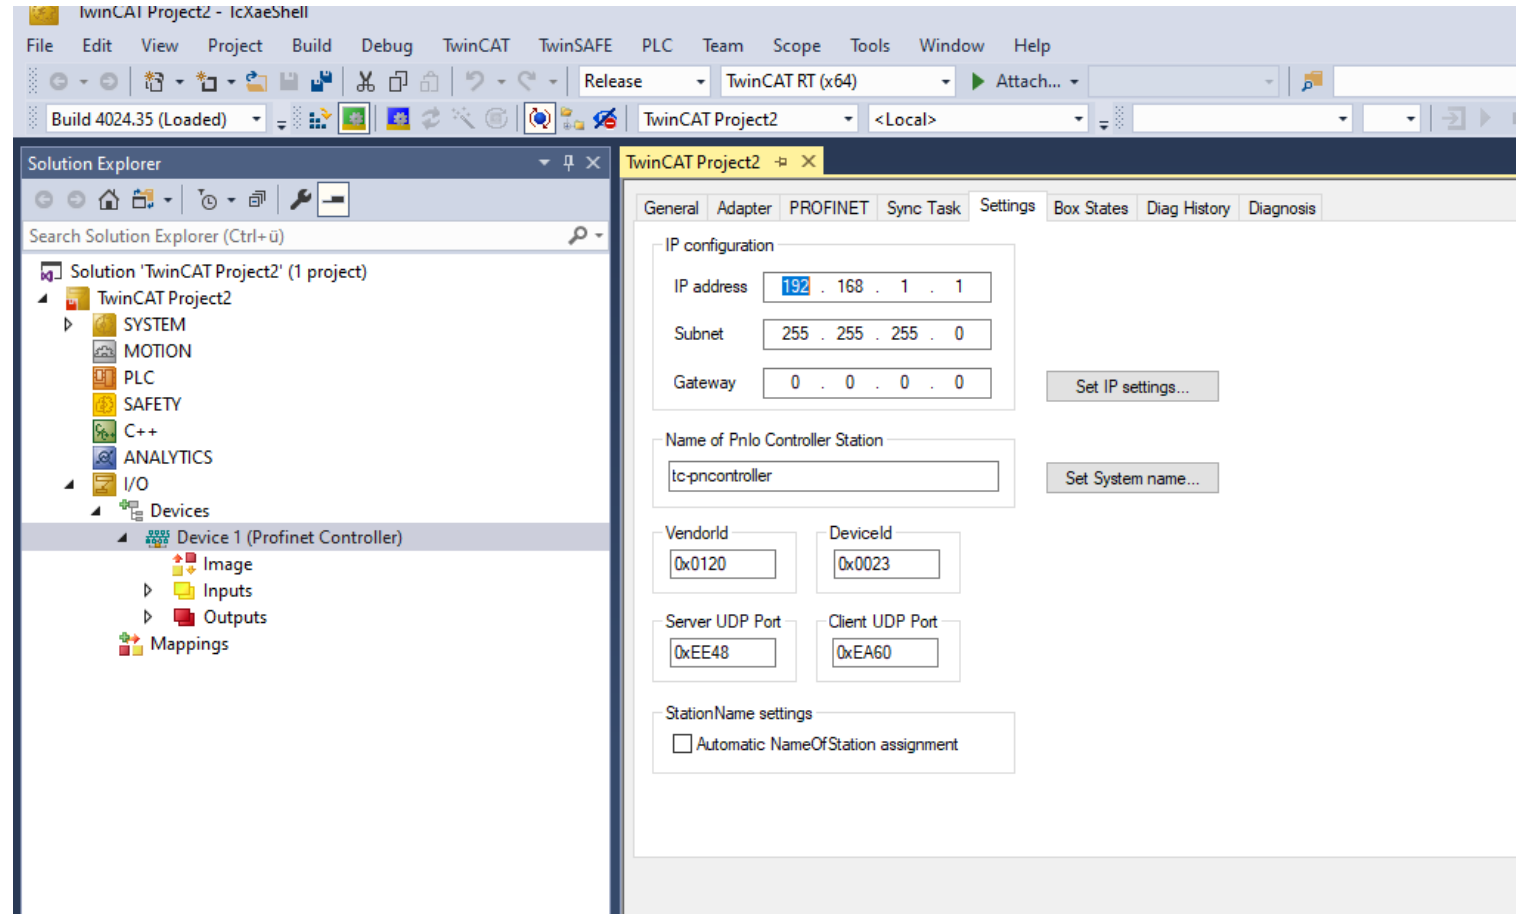 TwinCAT Project2 - TcXaeShell
File Edit View Project Build Debug TwinCAT TwinSAFE PLC Team Scope Tools Window Help
Release TwinCAT RT (x64) Attach...
Build 4024.35 (Loaded) TwinCAT Project2 <Local>
Solution Explorer
TwinCAT Project2
General Adapter PROFINET Sync Task Settings Box States Diag History Diagnosis
Search Solution Explorer (Ctrl+ü)
Solution 'TwinCAT Project2' (1 project)
TwinCAT Project2
SYSTEM
MOTION
PLC
SAFETY
C++
ANALYTICS
I/O
Devices
Device 1 (Profinet Controller)
Image
Inputs
Outputs
Mappings
IP configuration
IP address 192 . 168 . 1 . 1
Subnet 255 . 255 . 255 . 0
Gateway 0 . 0 . 0 . 0
Set IP settings...
Name of PnIo Controller Station
tc-pncontroller
Set System name...
VendorId DeviceId
0x0120 0x0023
Server UDP Port Client UDP Port
0xEE48 0xEA60
StationName settings
Automatic NameOfStation assignment